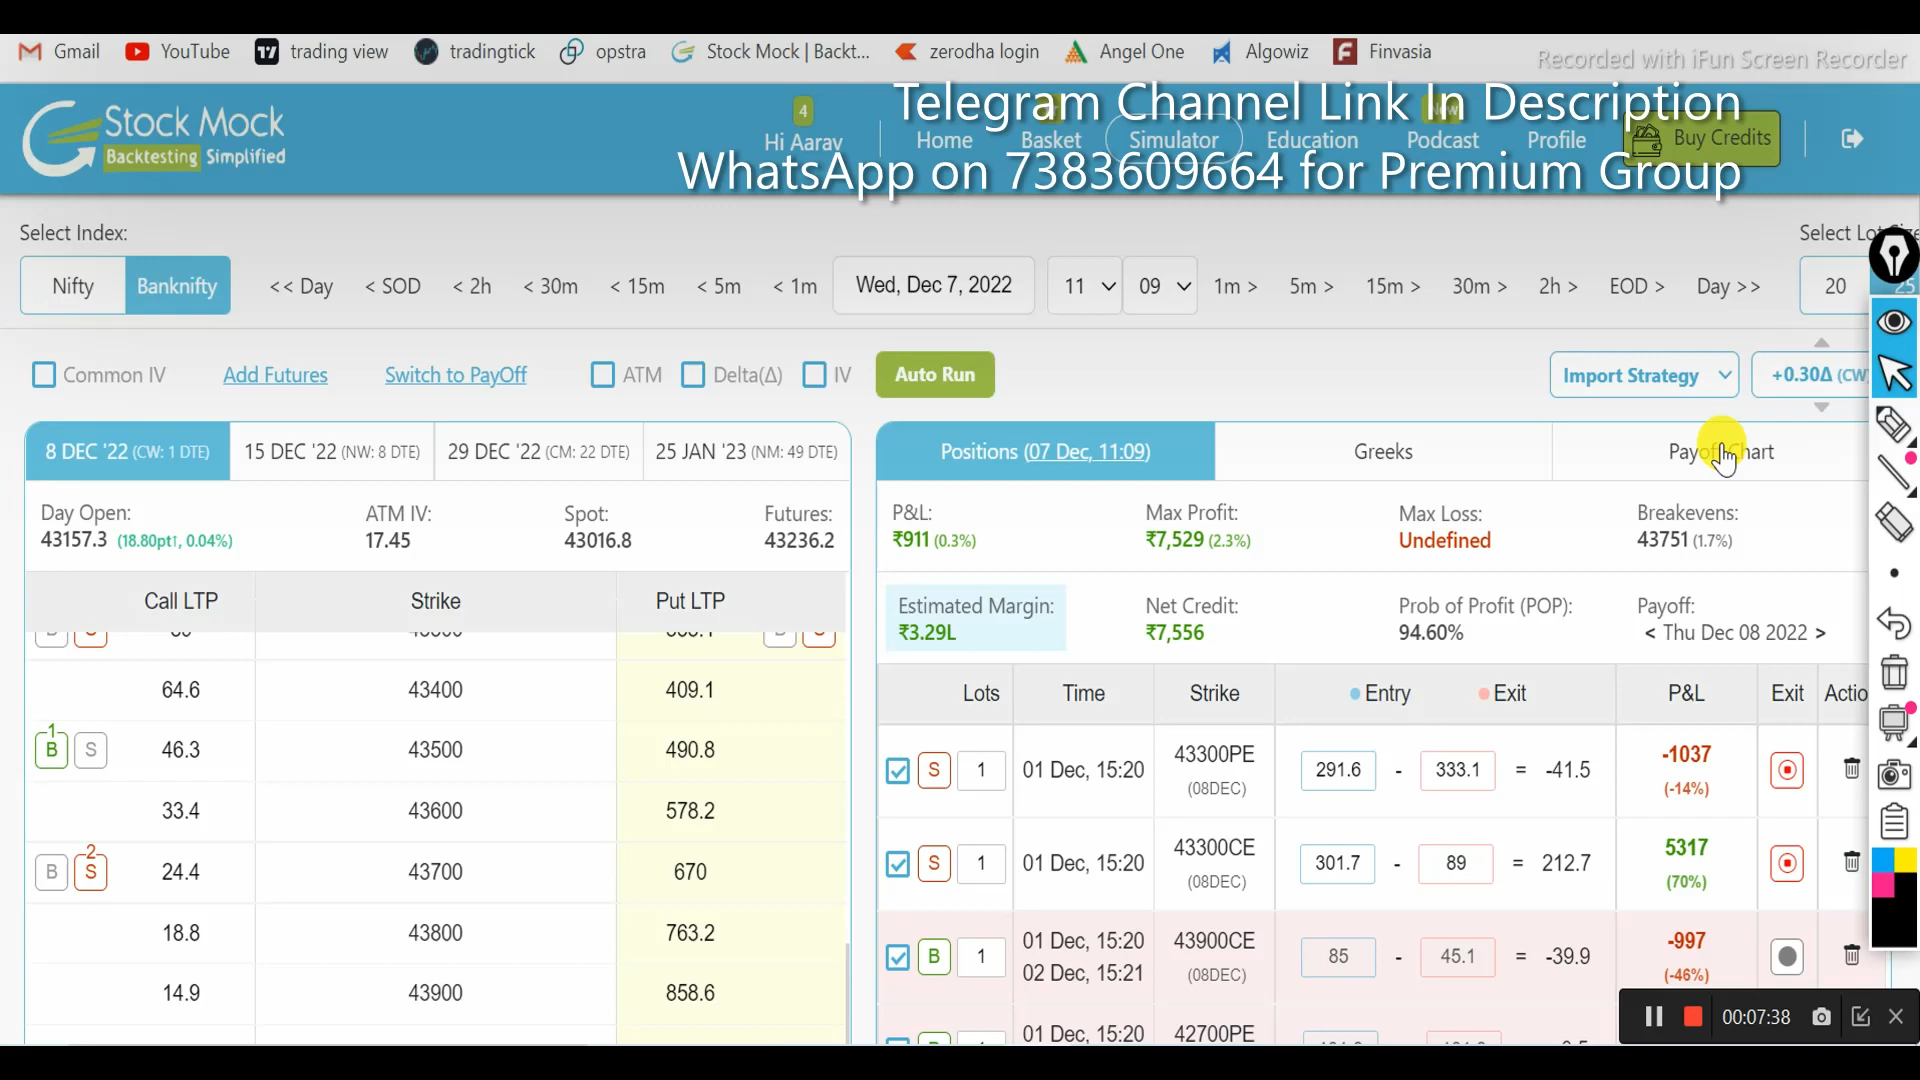 Gmail YouTube trading view tradingtick opstra Stock Mock | Backt... zerodha login Angel One Algowiz Finvasia
Recorded with iFun Screen Recorder
Telegram Channel Link In Description
WhatsApp on 7383609664 for Premium Group
Stock Mock
Backtesting Simplified
4
Hi Aarav Home Basket Simulator Education Podcast Profile Buy Credits
Select Index:
Nifty Banknifty << Day < SOD < 2h < 30m < 15m < 5m < 1m Wed, Dec 7, 2022 11 09 1m > 5m > 15m > 30m > 2h > EOD > Day >> 20 25
Common IV Add Futures Switch to PayOff ATM Delta(Δ) IV Auto Run Import Strategy +0.30Δ (CW)
8 DEC '22 (CW: 1 DTE) 15 DEC '22 (NW: 8 DTE) 29 DEC '22 (CM: 22 DTE) 25 JAN '23 (NM: 49 DTE)
Day Open: ATM IV: Spot: Futures:
43157.3 (18.80pt↑, 0.04%) 17.45 43016.8 43236.2
Call LTP Strike Put LTP
64.6 43400 409.1
1
B S 46.3 43500 490.8
33.4 43600 578.2
2
B S 24.4 43700 670
18.8 43800 763.2
14.9 43900 858.6
Positions (07 Dec, 11:09) Greeks Payoff Chart
P&L: Max Profit: Max Loss: Breakevens:
₹911 (0.3%) ₹7,529 (2.3%) Undefined 43751 (1.7%)
Estimated Margin: Net Credit: Prob of Profit (POP): Payoff:
₹3.29L ₹7,556 94.60% < Thu Dec 08 2022 >
Lots Time Strike Entry Exit P&L Exit Actio
S 1 01 Dec, 15:20 43300PE (08DEC) 291.6 - 333.1 = -41.5 -1037 (-14%)
S 1 01 Dec, 15:20 43300CE (08DEC) 301.7 - 89 = 212.7 5317 (70%)
B 1 01 Dec, 15:20 02 Dec, 15:21 43900CE (08DEC) 85 - 45.1 = -39.9 -997 (-46%)
01 Dec, 15:20 42700PE
00:07:38